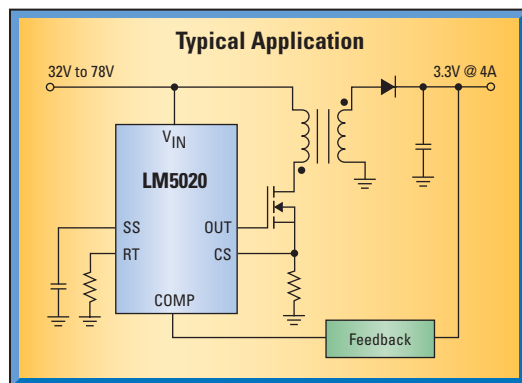 Typical Application
32V to 78V
3.3V @ 4A
VIN
LM5020
SS
OUT
RT
CS
COMP
Feedback